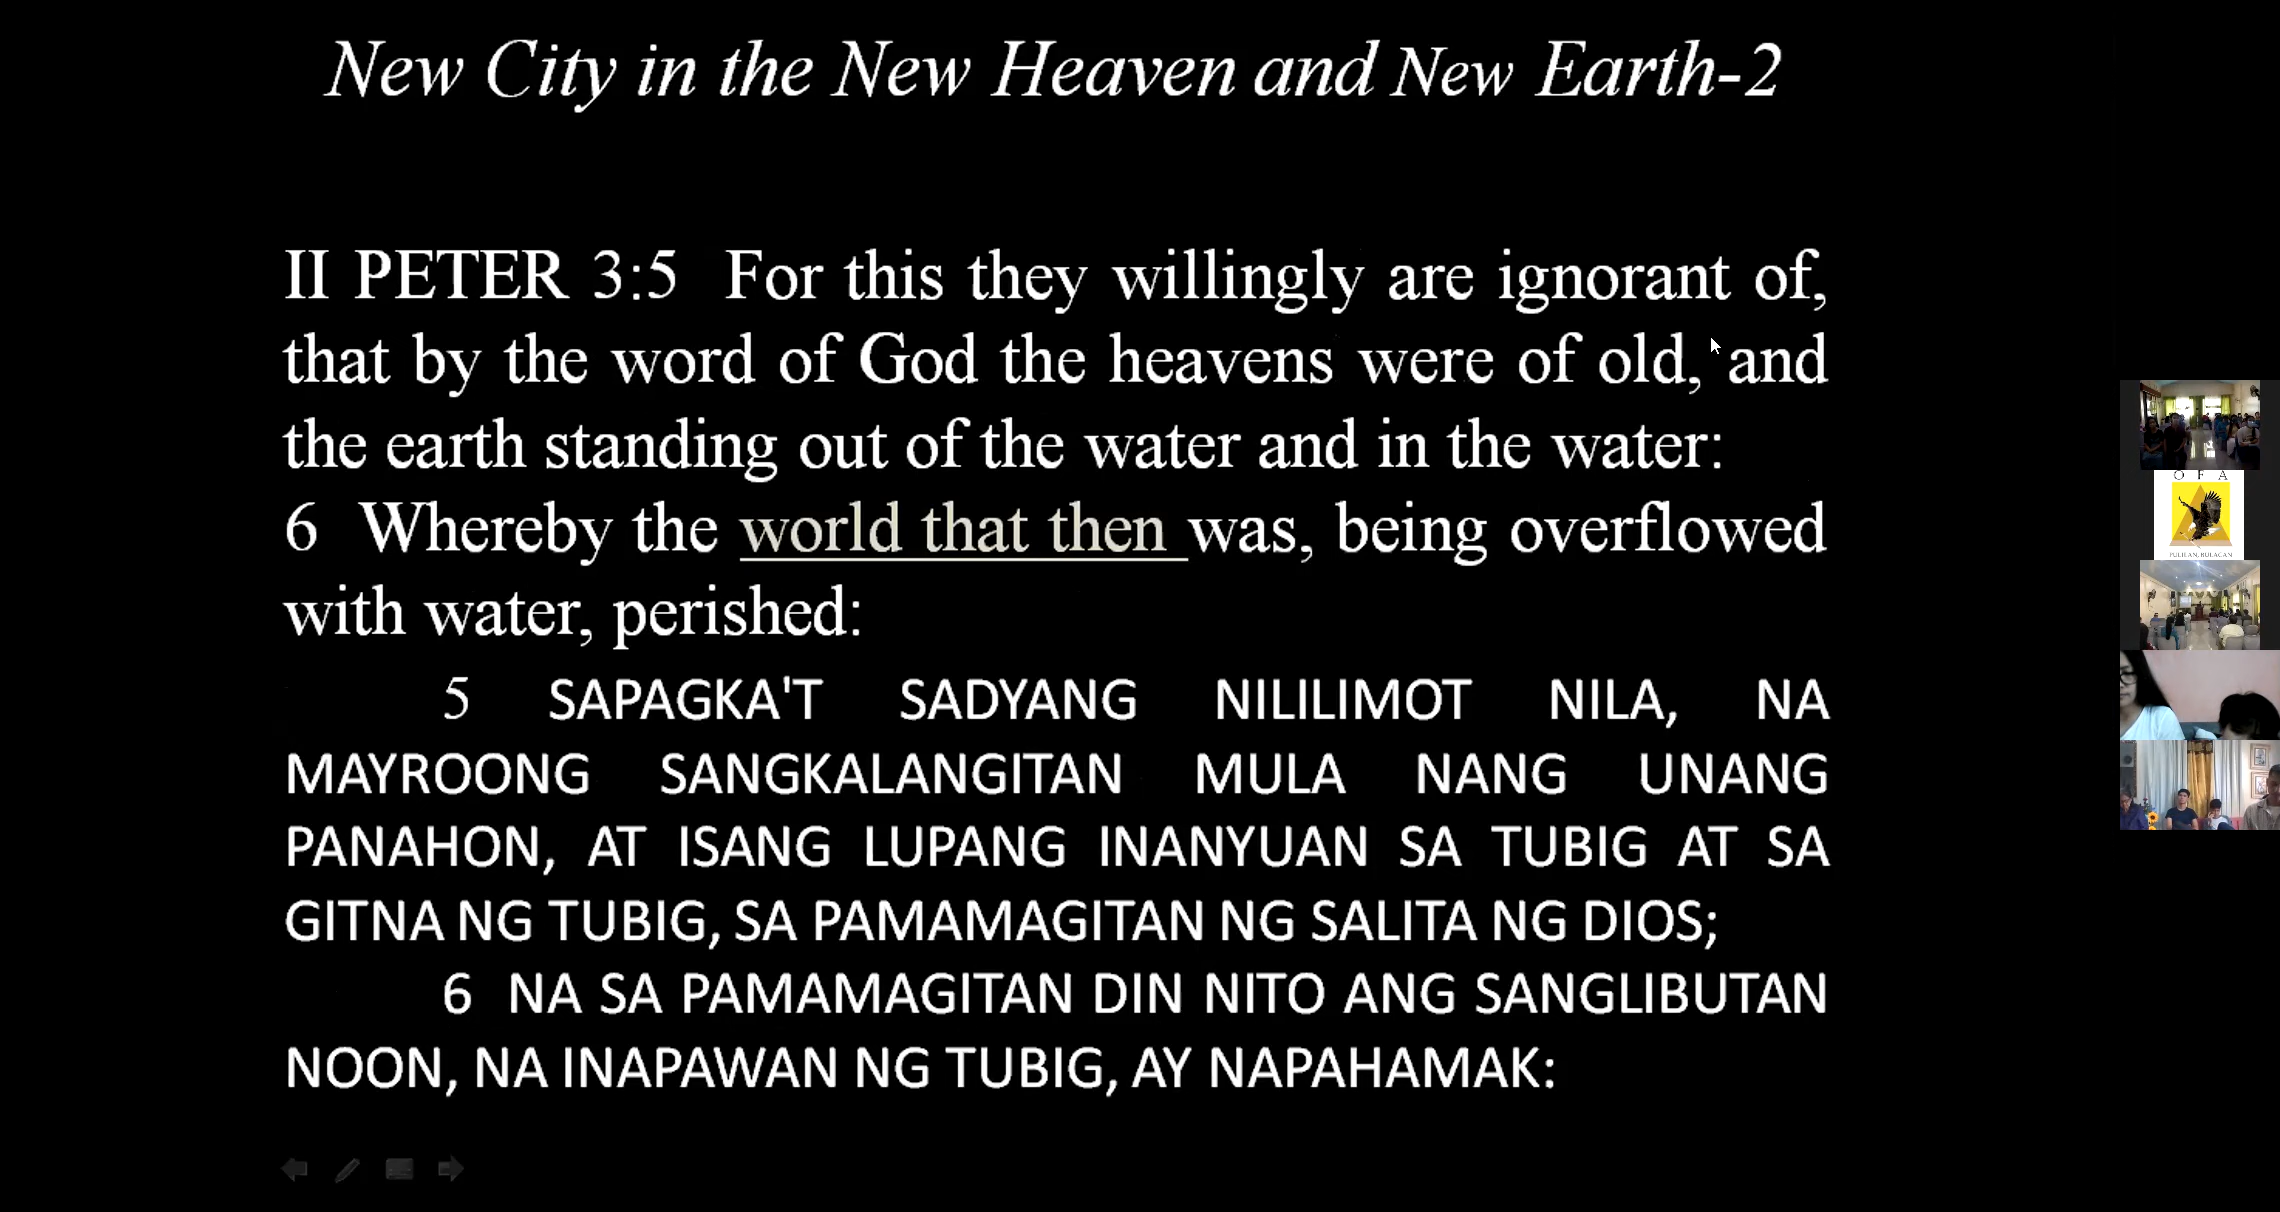 New City in the New Heaven and New Earth-2
II PETER 3:5 For this they willingly are ignorant of,
that by the word of God the heavens were of old, and
the earth standing out of the water and in the water:
6 Whereby the world that then was, being overflowed
with water, perished:
5 SAPAGKA'T SADYANG NILILIMOT NILA, NA
MAYROONG SANGKALANGITAN MULA NANG UNANG
PANAHON, AT ISANG LUPANG INANYUAN SA TUBIG AT SA
GITNA NG TUBIG, SA PAMAMAGITAN NG SALITA NG DIOS;
6 NA SA PAMAMAGITAN DIN NITO ANG SANGLIBUTAN
NOON, NA INAPAWAN NG TUBIG, AY NAPAHAMAK:
O F A
PULILAN, BULACAN